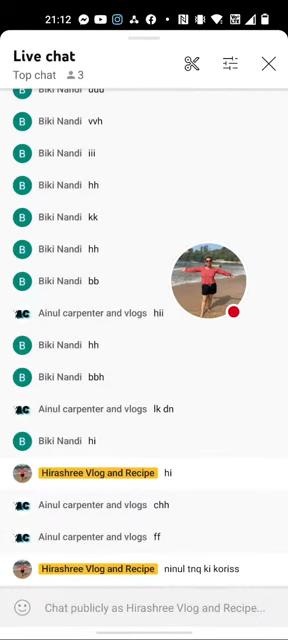 21:12
Live chat
Top chat 3
Biki Nandi uuu
Biki Nandi vvh
Biki Nandi iii
Biki Nandi hh
Biki Nandi kk
Biki Nandi hh
Biki Nandi bb
Ainul carpenter and vlogs hii
Biki Nandi hh
Biki Nandi bbh
Ainul carpenter and vlogs lk dn
Biki Nandi hi
Hirashree Vlog and Recipe hi
Ainul carpenter and vlogs chh
Ainul carpenter and vlogs ff
Hirashree Vlog and Recipe ninul tnq ki koriss
Chat publicly as Hirashree Vlog and Recipe...